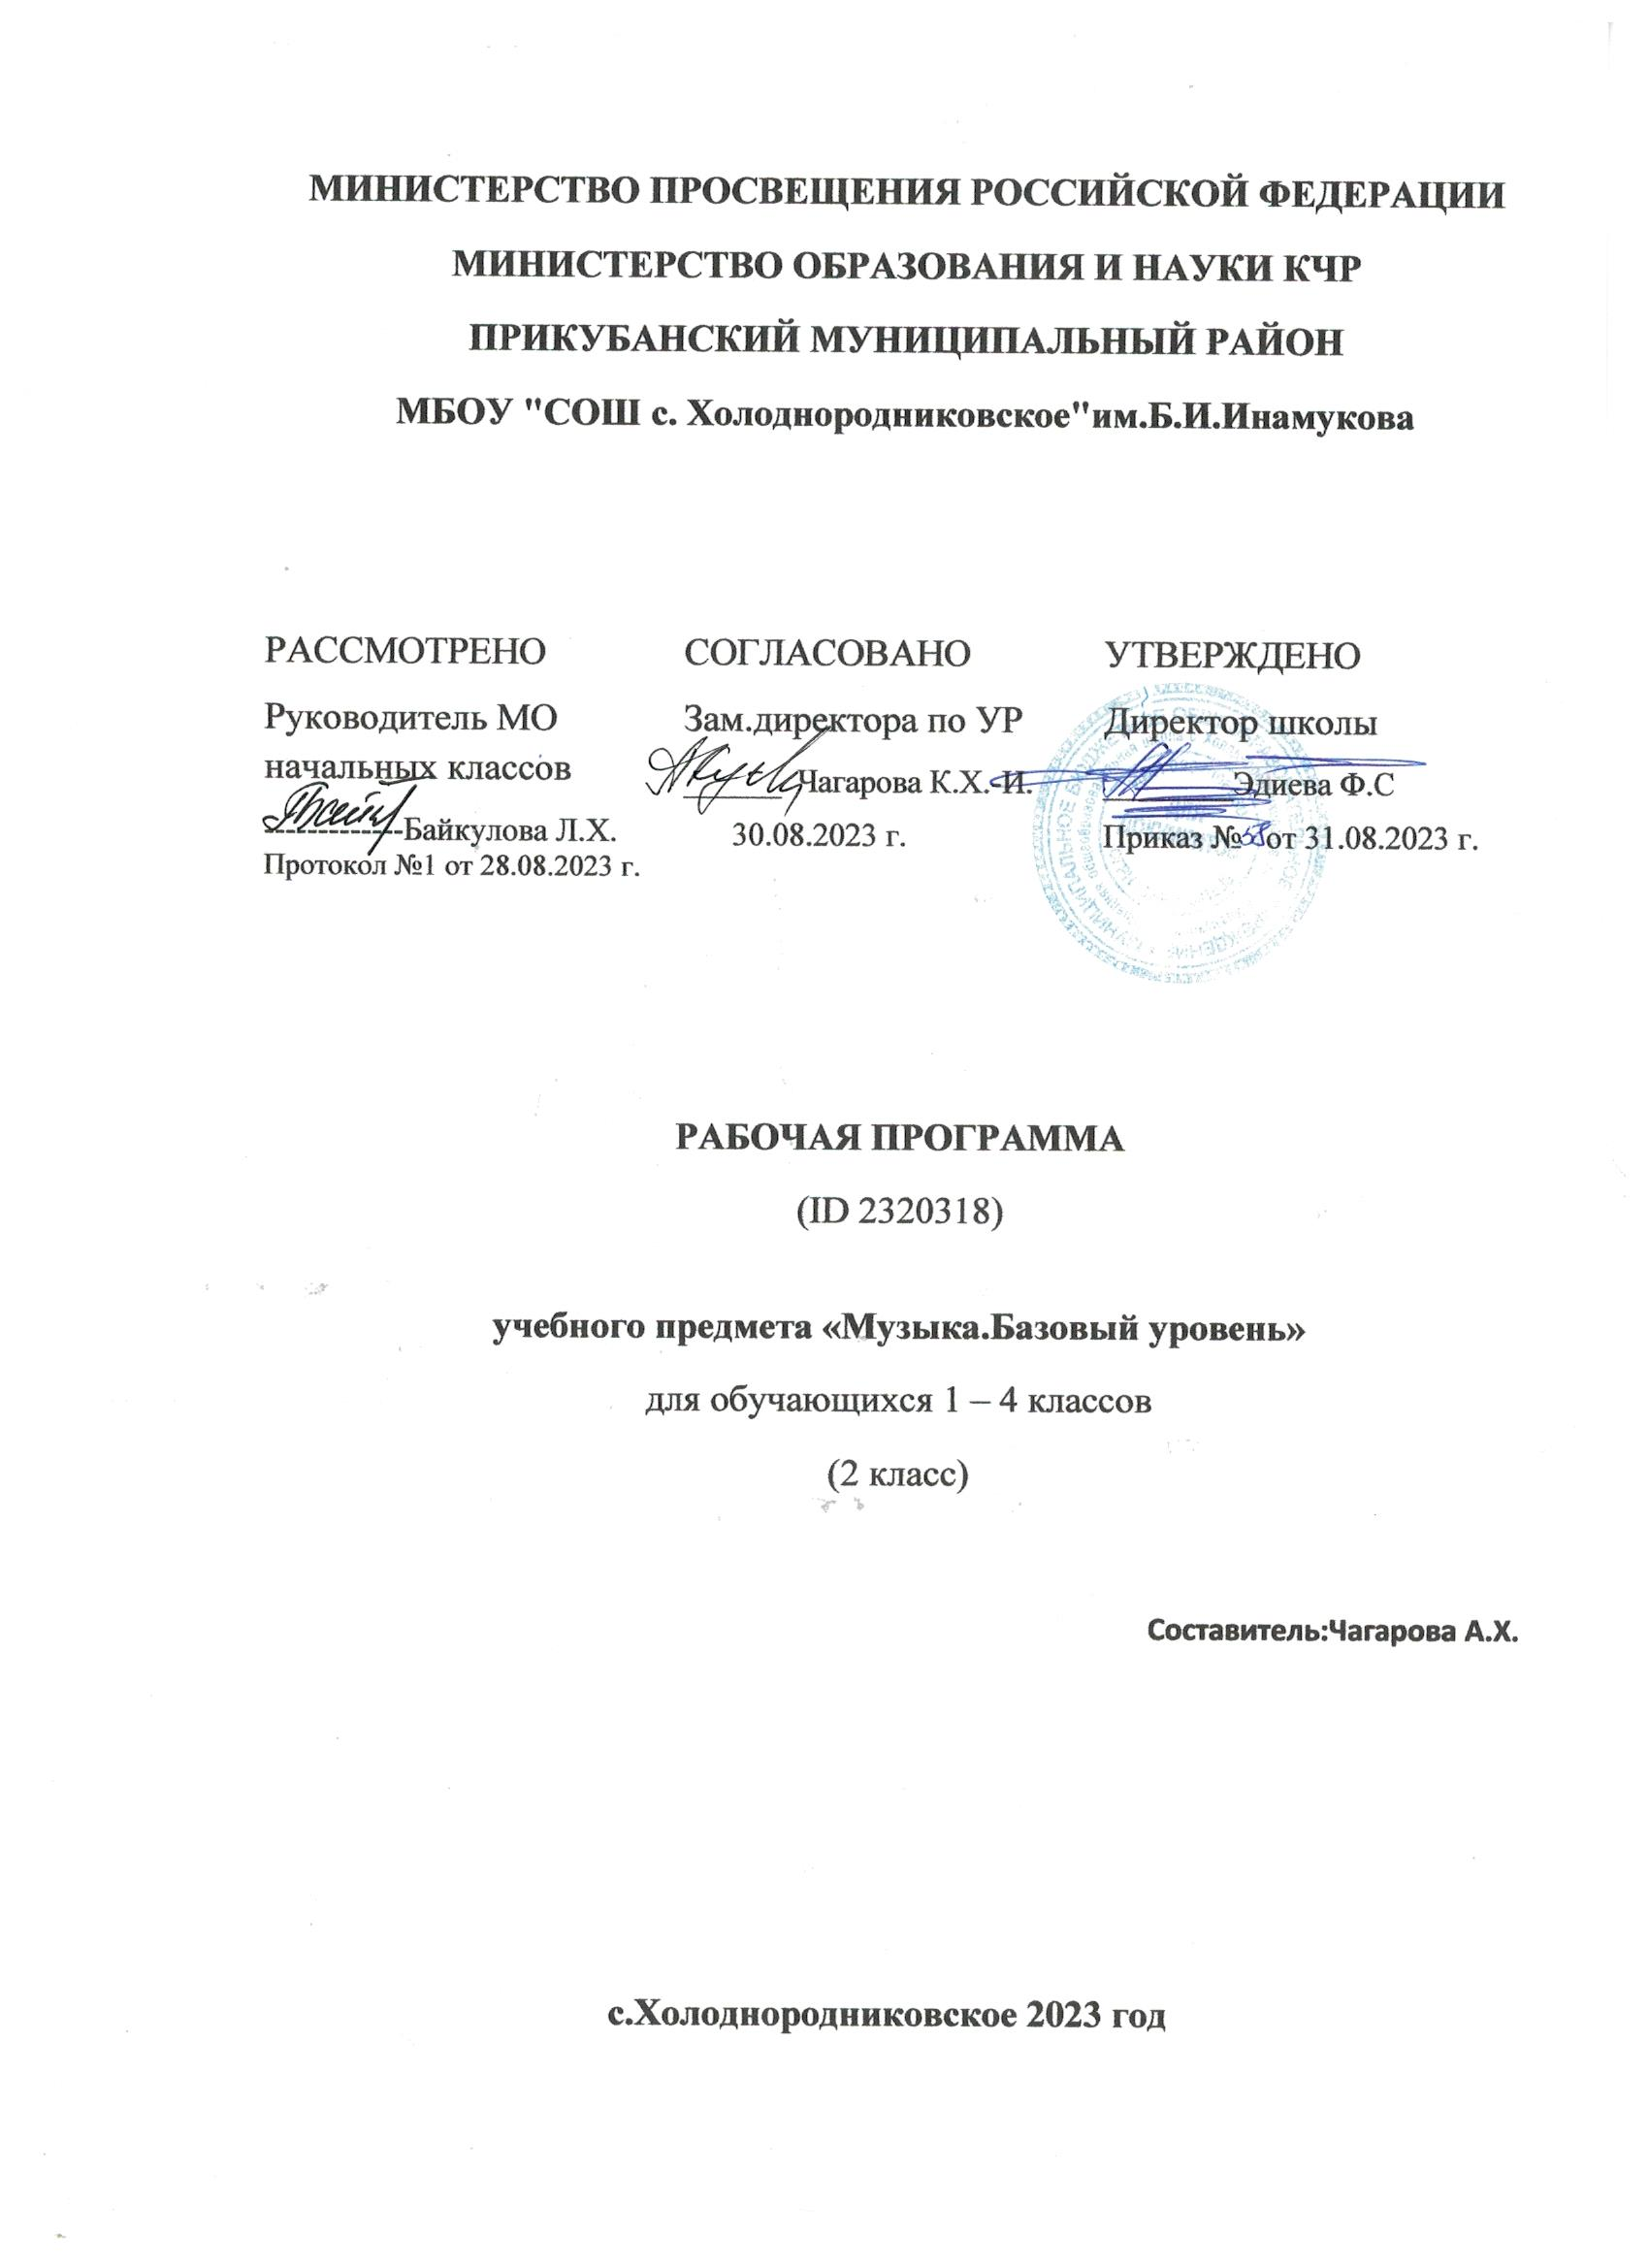 МИНИСТЕРСТВО ПРОСВЕЩЕНИЯ РОССИЙСКОЙ ФЕДЕРАЦИИ
МИНИСТЕРСТВО ОБРАЗОВАНИЯ И НАУКИ КЧР
ПРИКУБАНСКИЙ МУНИЦИПАЛЬНЫЙ РАЙОН
МБОУ "СОШ с. Холоднородниковское"им.Б.И.Инамукова
РАССМОТРЕНО
Руководитель МО
начальных классов
-------------Байкулова Л.Х.
Протокол №1 от 28.08.2023 г.
СОГЛАСОВАНО
Зам.директора по УР
_______Чагарова К.Х.-И.
30.08.2023 г.
УТВЕРЖДЕНО
Директор школы
________Эдиева Ф.С
Приказ № от 31.08.2023 г.
РАБОЧАЯ ПРОГРАММА
(ID 2320318)
учебного предмета «Музыка.Базовый уровень»
для обучающихся 1 – 4 классов
(2 класс)
Составитель:Чагарова А.Х.
с.Холоднородниковское 2023 год